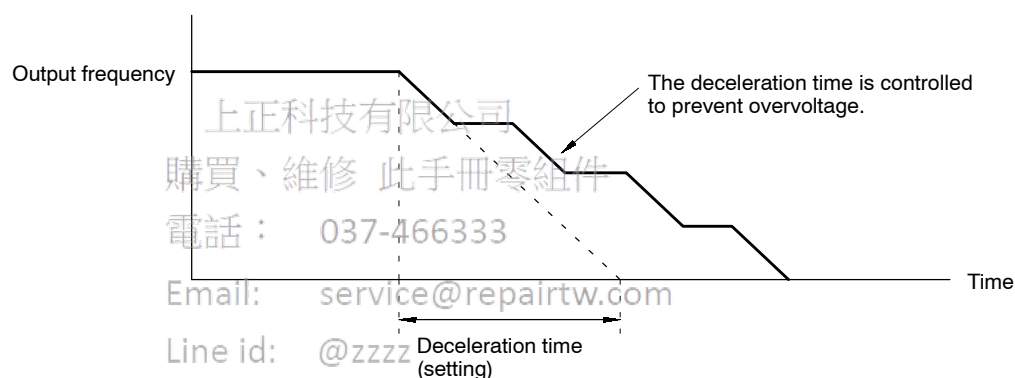 Output frequency
The deceleration time is controlled
to prevent overvoltage.
上正科技有限公司
購買、維修 此手冊零組件
電話： 037-466333
Time
Email: service@repairtw.com
Line id: @zzzz
Deceleration time
(setting)